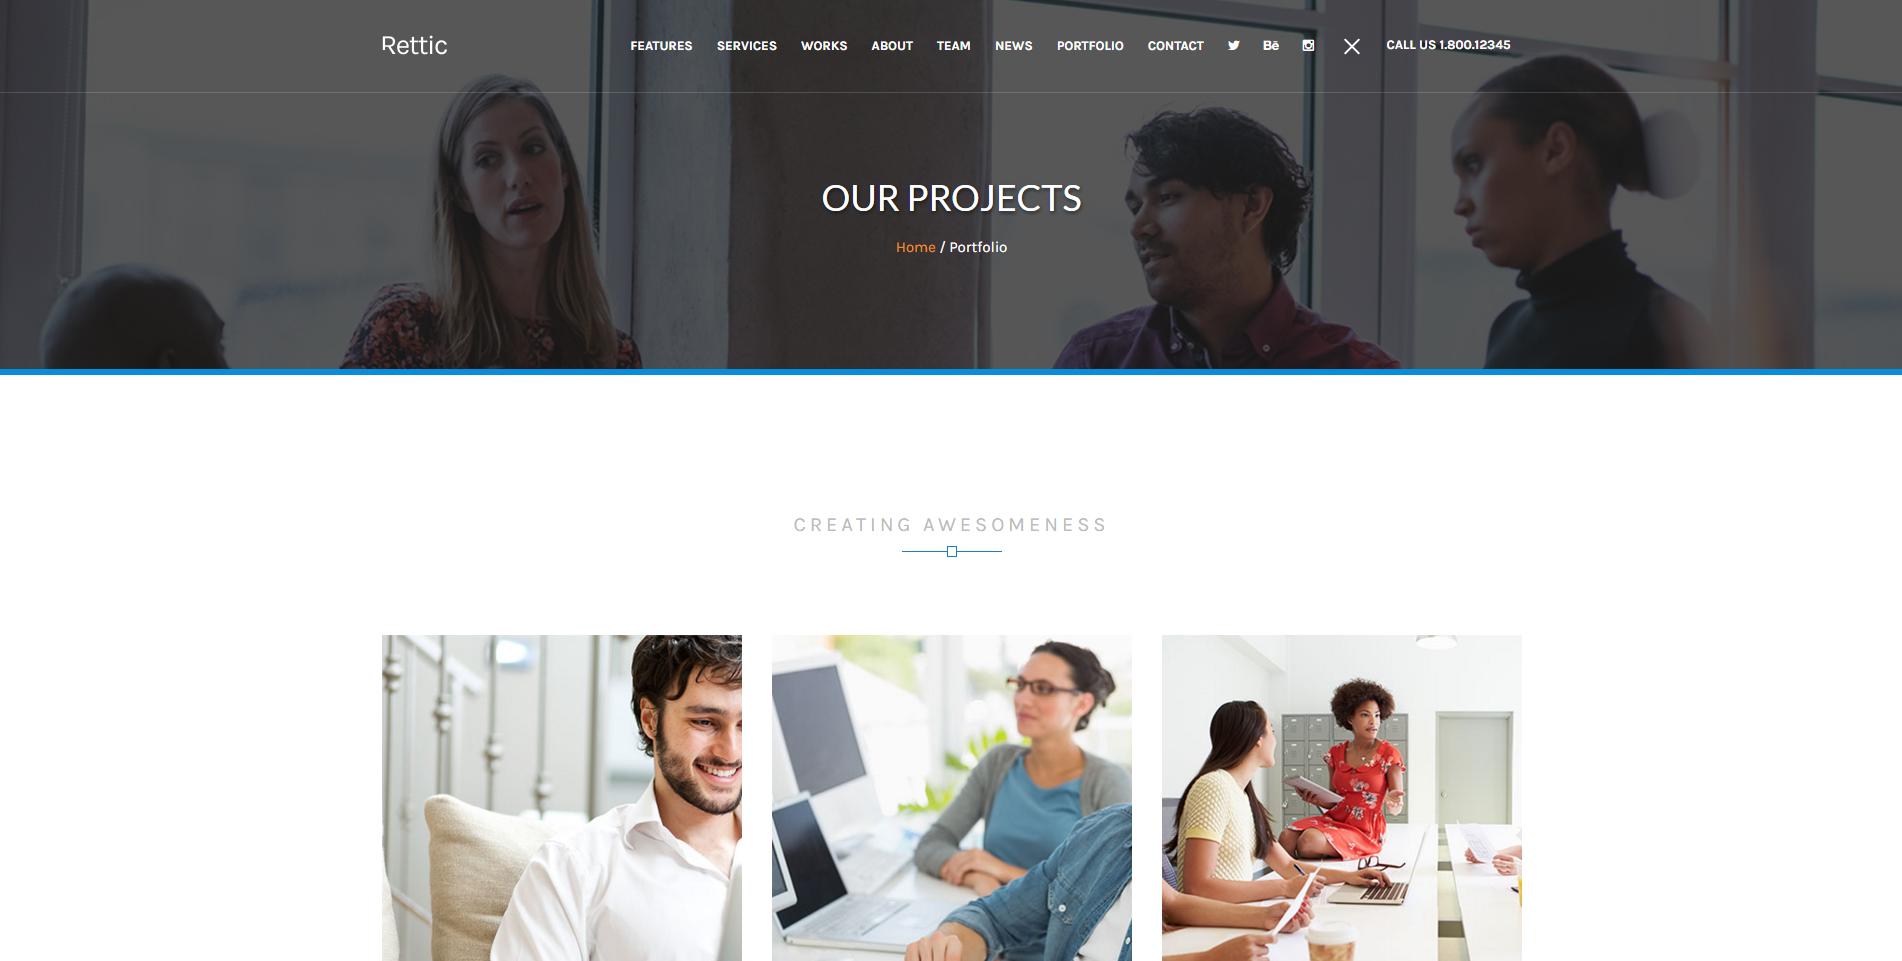 Rettic
FEATURES SERVICES WORKS ABOUT TEAM NEWS PORTFOLIO CONTACT Bē CALL US 1.800.12345
OUR PROJECTS
Home / Portfolio
CREATING AWESOMENESS